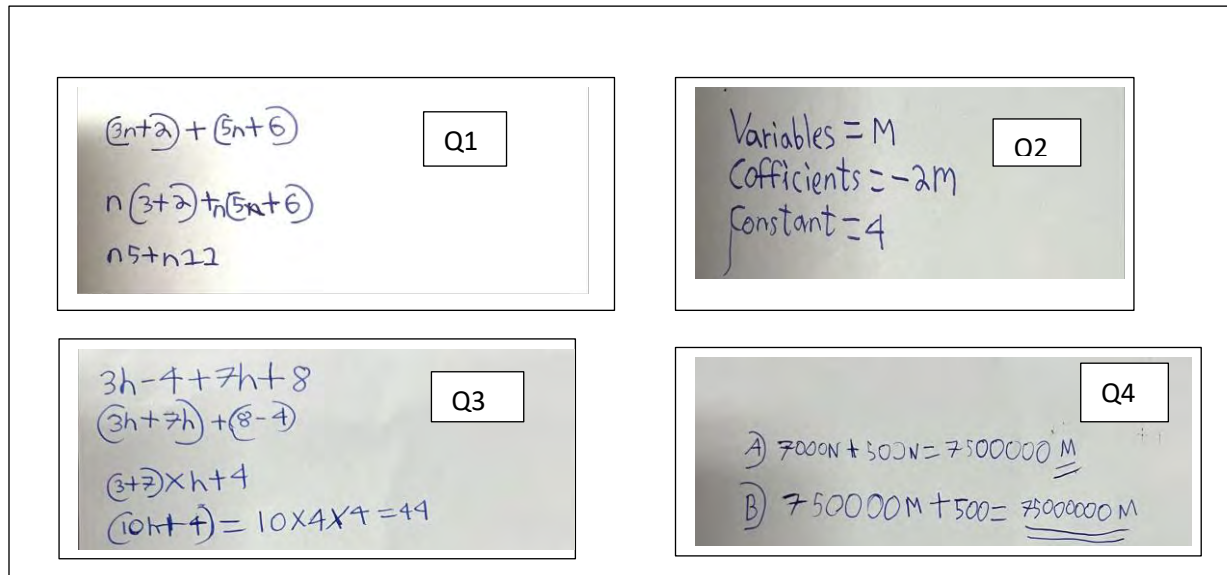 (3n+2) + (5n+6)
Q1
n(3+2)+n(5n+6)
n5+n11
Variables = M
Q2
Cofficients = -2M
Constant = 4
3h-4+7h+8
Q3
(3h+7h)+(8-4)
(3+7)×h+4
(10h+4) = 10×4×4=44
Q4
A) 7000N + 500N = 7500000 M
B) 750000M + 500 = 75000000 M